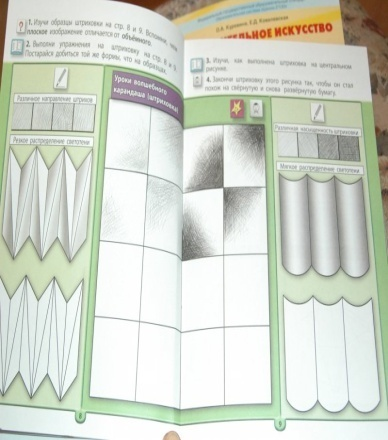 1. Изучи образцы штриховки на стр. 8 и 9. Вспомни, чем
плоское изображение отличается от объёмного.
2. Выполни упражнения на штриховку на стр. 8 и 9.
Постарайся добиться той же формы, что на образцах.
Различное направление штрихов
Резкое распределение светотени
Уроки волшебного
карандаша (штриховка)
8
ИСКУССТВО
3. Изучи, как выполнена штриховка на центральном
рисунке.
4. Закончи штриховку этого рисунка так, чтобы он стал
похож на свёрнутую и снова развёрнутую бумагу.
Различная насыщенность штриховки
Мягкое распределение светотени
9